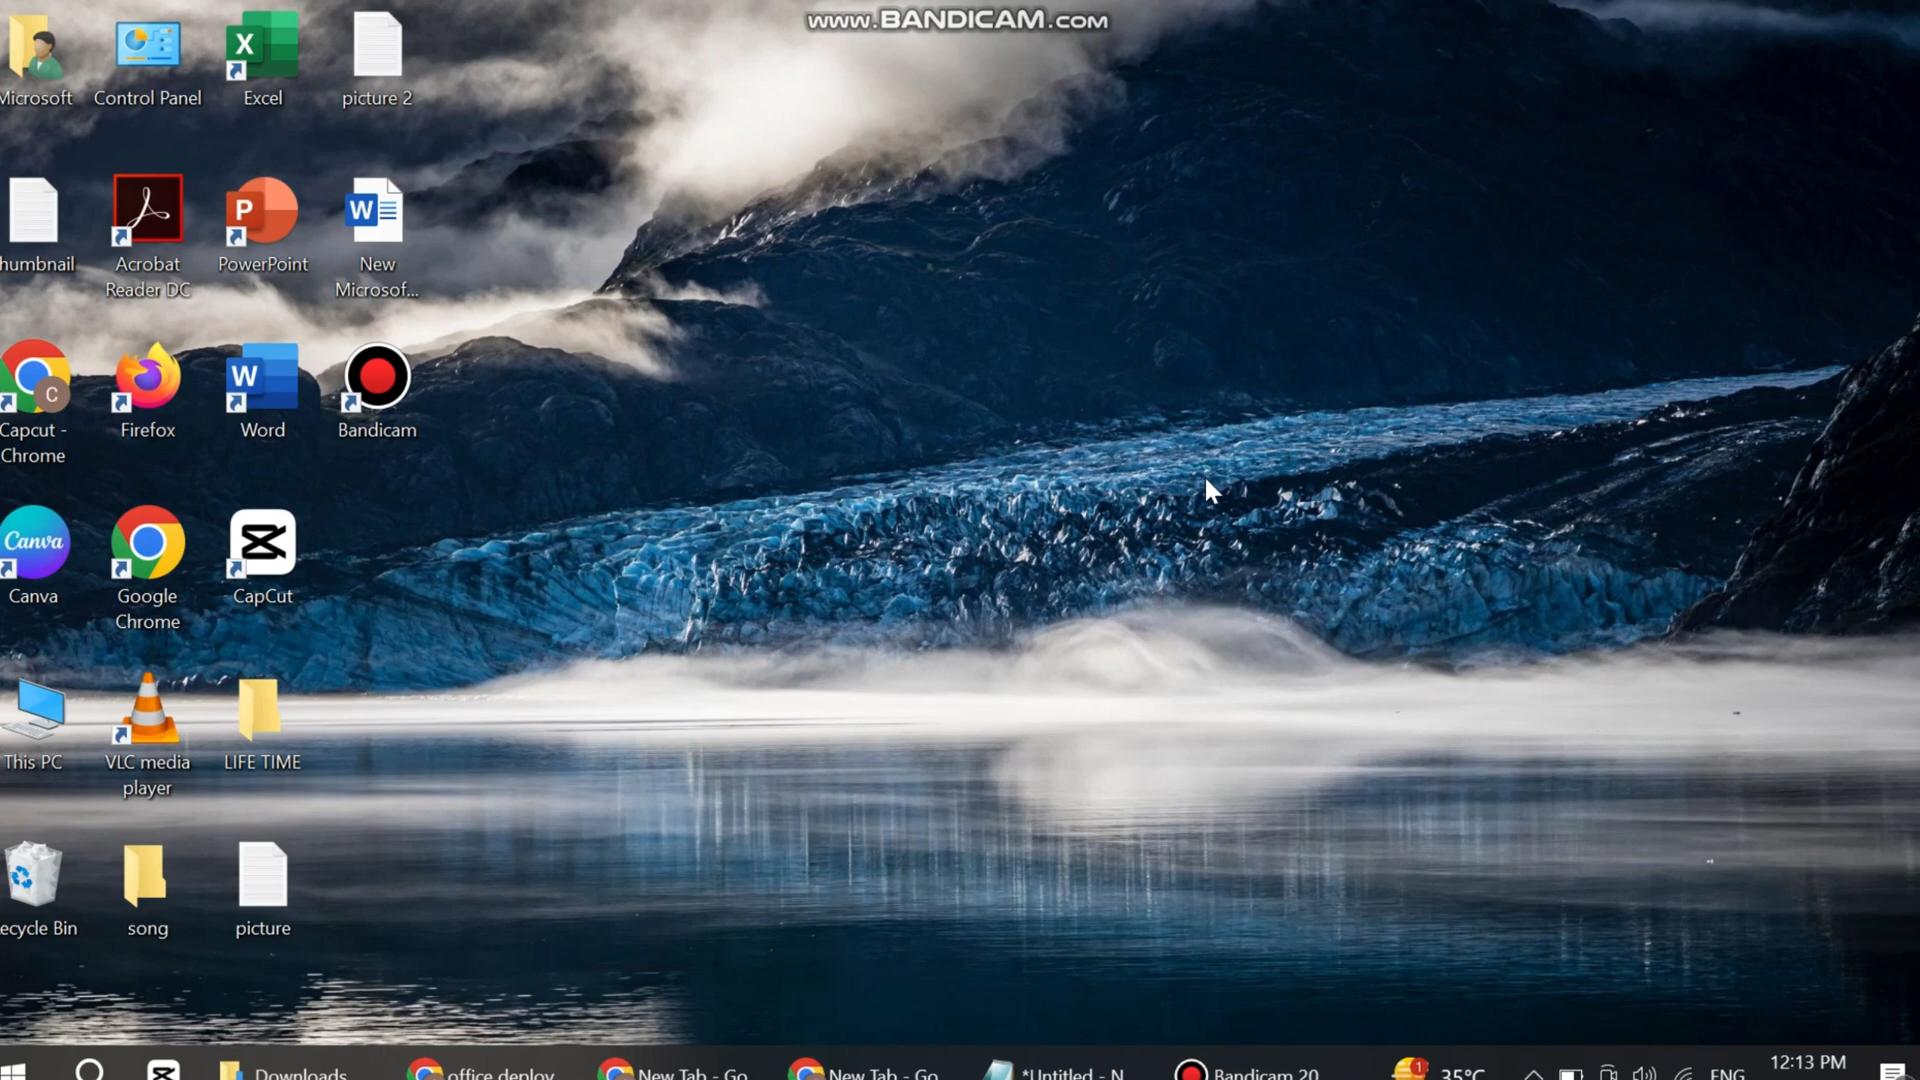 www.BANDICAM.COM
Microsoft
Control Panel
Excel
picture 2
humbnail
Acrobat
Reader DC
PowerPoint
New
Microsof...
Capcut -
Chrome
Firefox
Word
Bandicam
Canva
Google
Chrome
CapCut
This PC
VLC media
player
LIFE TIME
ecycle Bin
song
picture
Downloads
office deploy
New Tab - Go
New Tab - Go
*Untitled - N
Bandicam 20
1
35°C
ENG
12:13 PM